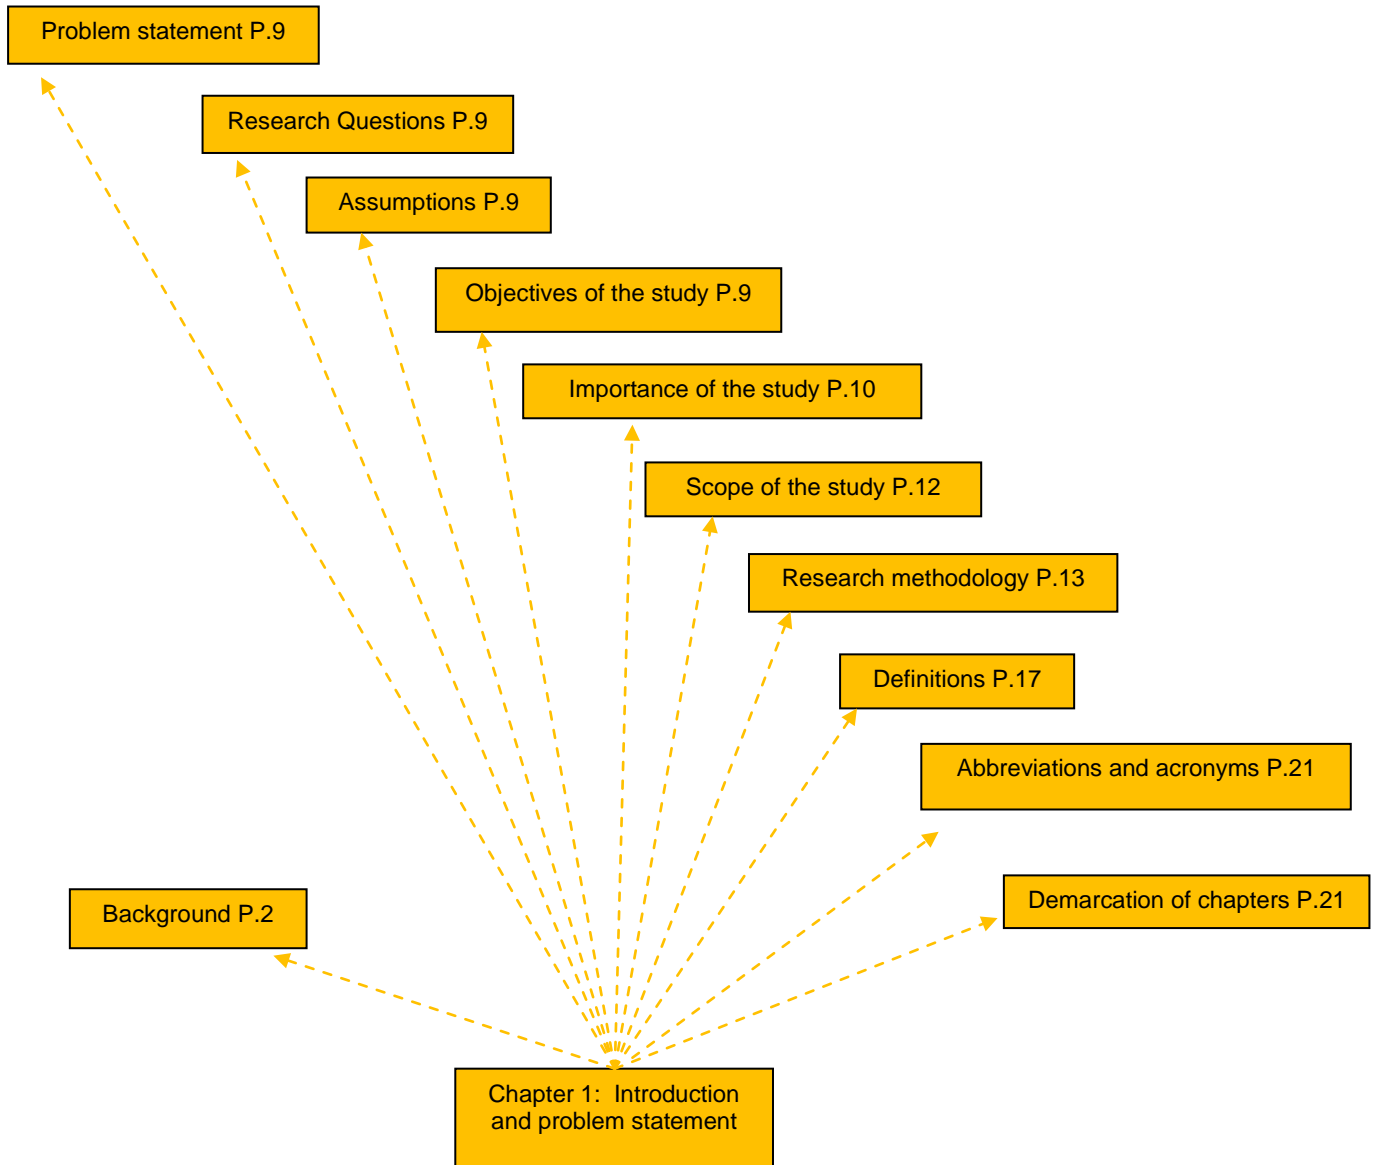 Problem statement P.9
Research Questions P.9
Assumptions P.9
Objectives of the study P.9
Importance of the study P.10
Scope of the study P.12
Research methodology P.13
Definitions P.17
Abbreviations and acronyms P.21
Demarcation of chapters P.21
Background P.2
Chapter 1:  Introduction
and problem statement